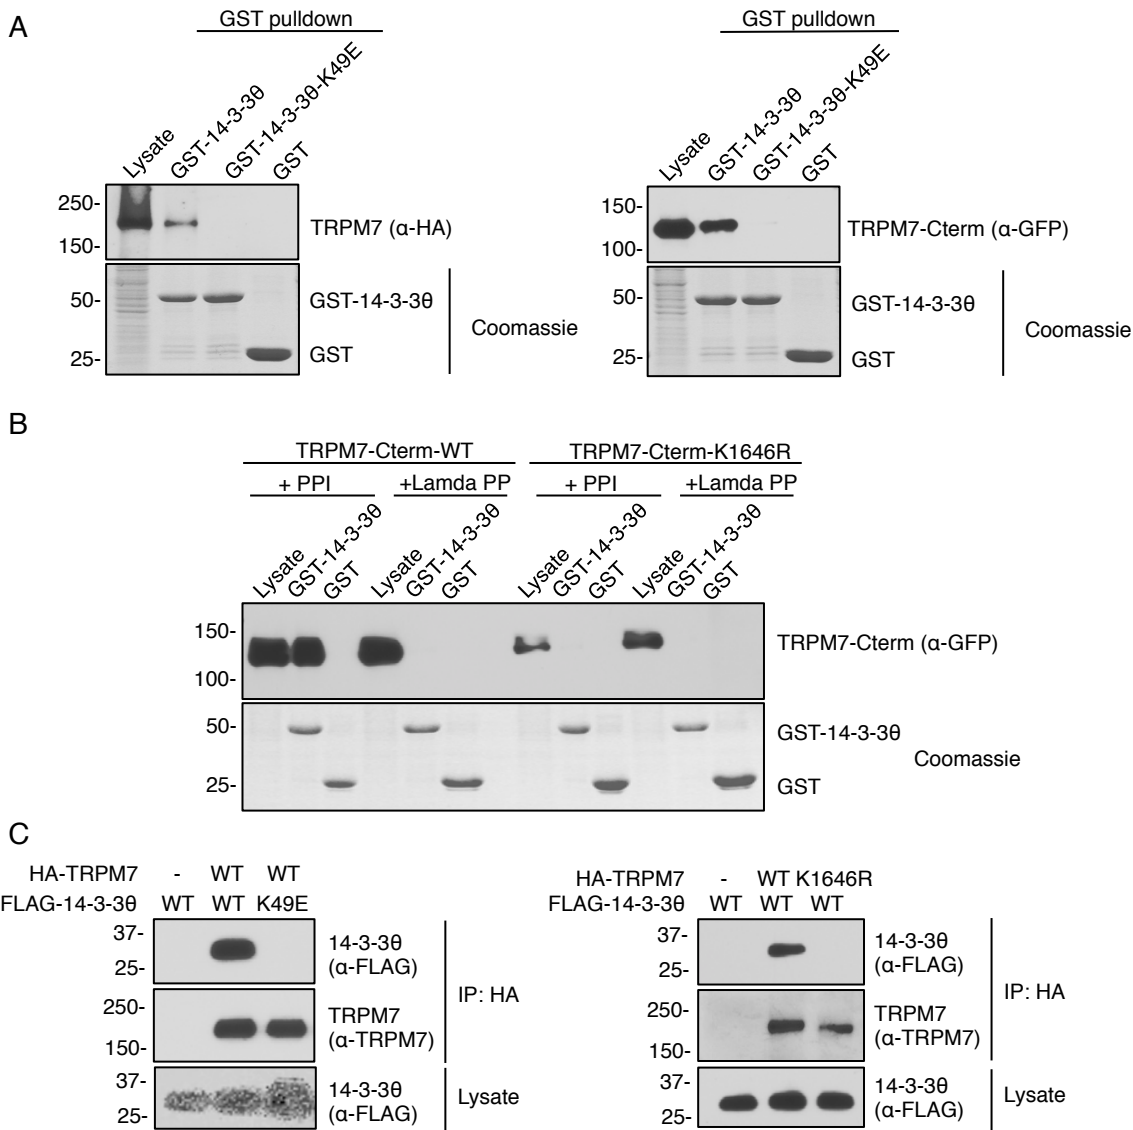 A
GST pulldown
GST pulldown
Lysate
GST-14-3-3θ
GST-14-3-3θ-K49E
GST
Lysate
GST-14-3-3θ
GST-14-3-3θ-K49E
GST
250-
150-
TRPM7 (α-HA)
50-
25-
GST-14-3-3θ
GST
Coomassie
150-
100-
TRPM7-Cterm (α-GFP)
50-
25-
GST-14-3-3θ
GST
Coomassie
B
TRPM7-Cterm-WT
TRPM7-Cterm-K1646R
+ PPI
+Lamda PP
+ PPI
+Lamda PP
Lysate
GST-14-3-3θ
GST
Lysate
GST-14-3-3θ
GST
Lysate
GST-14-3-3θ
GST
Lysate
GST-14-3-3θ
GST
150-
100-
TRPM7-Cterm (α-GFP)
50-
25-
GST-14-3-3θ
GST
Coomassie
C
HA-TRPM7 - WT WT
FLAG-14-3-3θ WT WT K49E
37-
25-
14-3-3θ
(α-FLAG)
250-
150-
TRPM7
(α-TRPM7)
IP: HA
37-
25-
14-3-3θ
(α-FLAG)
Lysate
HA-TRPM7 - WT K1646R
FLAG-14-3-3θ WT WT WT
37-
25-
14-3-3θ
(α-FLAG)
250-
150-
TRPM7
(α-TRPM7)
IP: HA
37-
25-
14-3-3θ
(α-FLAG)
Lysate